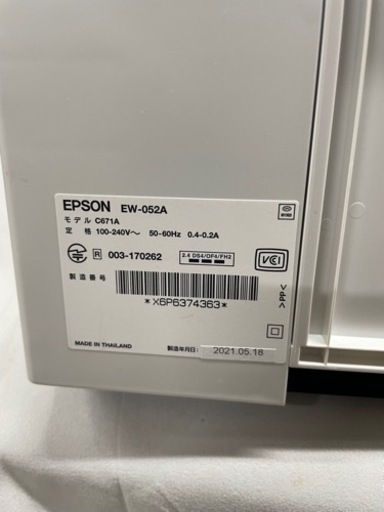 EPSON EW-052A
モデル C671A
定 格 100-240V～ 50-60Hz 0.4-0.2A
R 003-170262
2.4 DS4/OF4/FH2
VCI
製造番号
*X6P6374363*
MADE IN THAILAND
製造年月日: 2021.05.18
>PP<